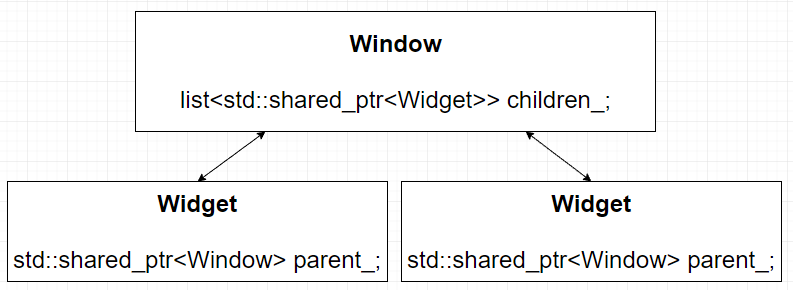 Window
list<std::shared_ptr<Widget>> children_;
Widget
std::shared_ptr<Window> parent_;
Widget
std::shared_ptr<Window> parent_;